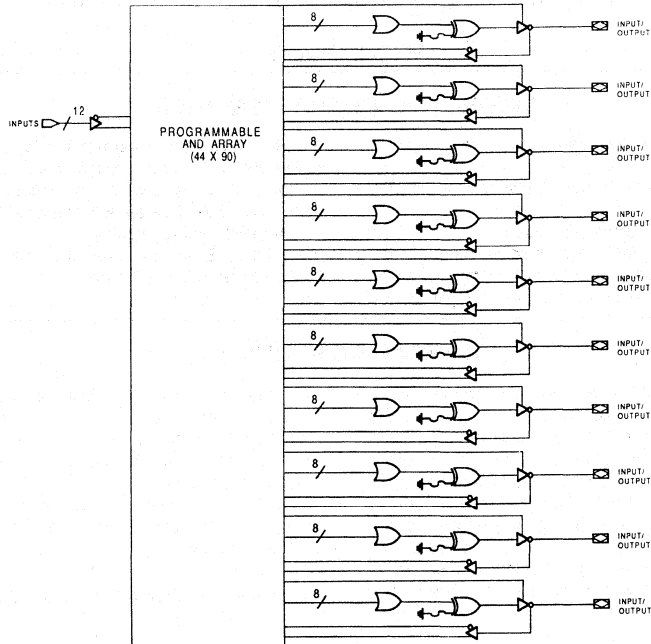 8
INPUT/
OUTPUT
8
INPUT/
OUTPUT
12
INPUTS
PROGRAMMABLE
AND ARRAY
(44 X 90)
8
INPUT/
OUTPUT
8
INPUT/
OUTPUT
8
INPUT/
OUTPUT
8
INPUT/
OUTPUT
8
INPUT/
OUTPUT
8
INPUT/
OUTPUT
8
INPUT/
OUTPUT
8
INPUT/
OUTPUT